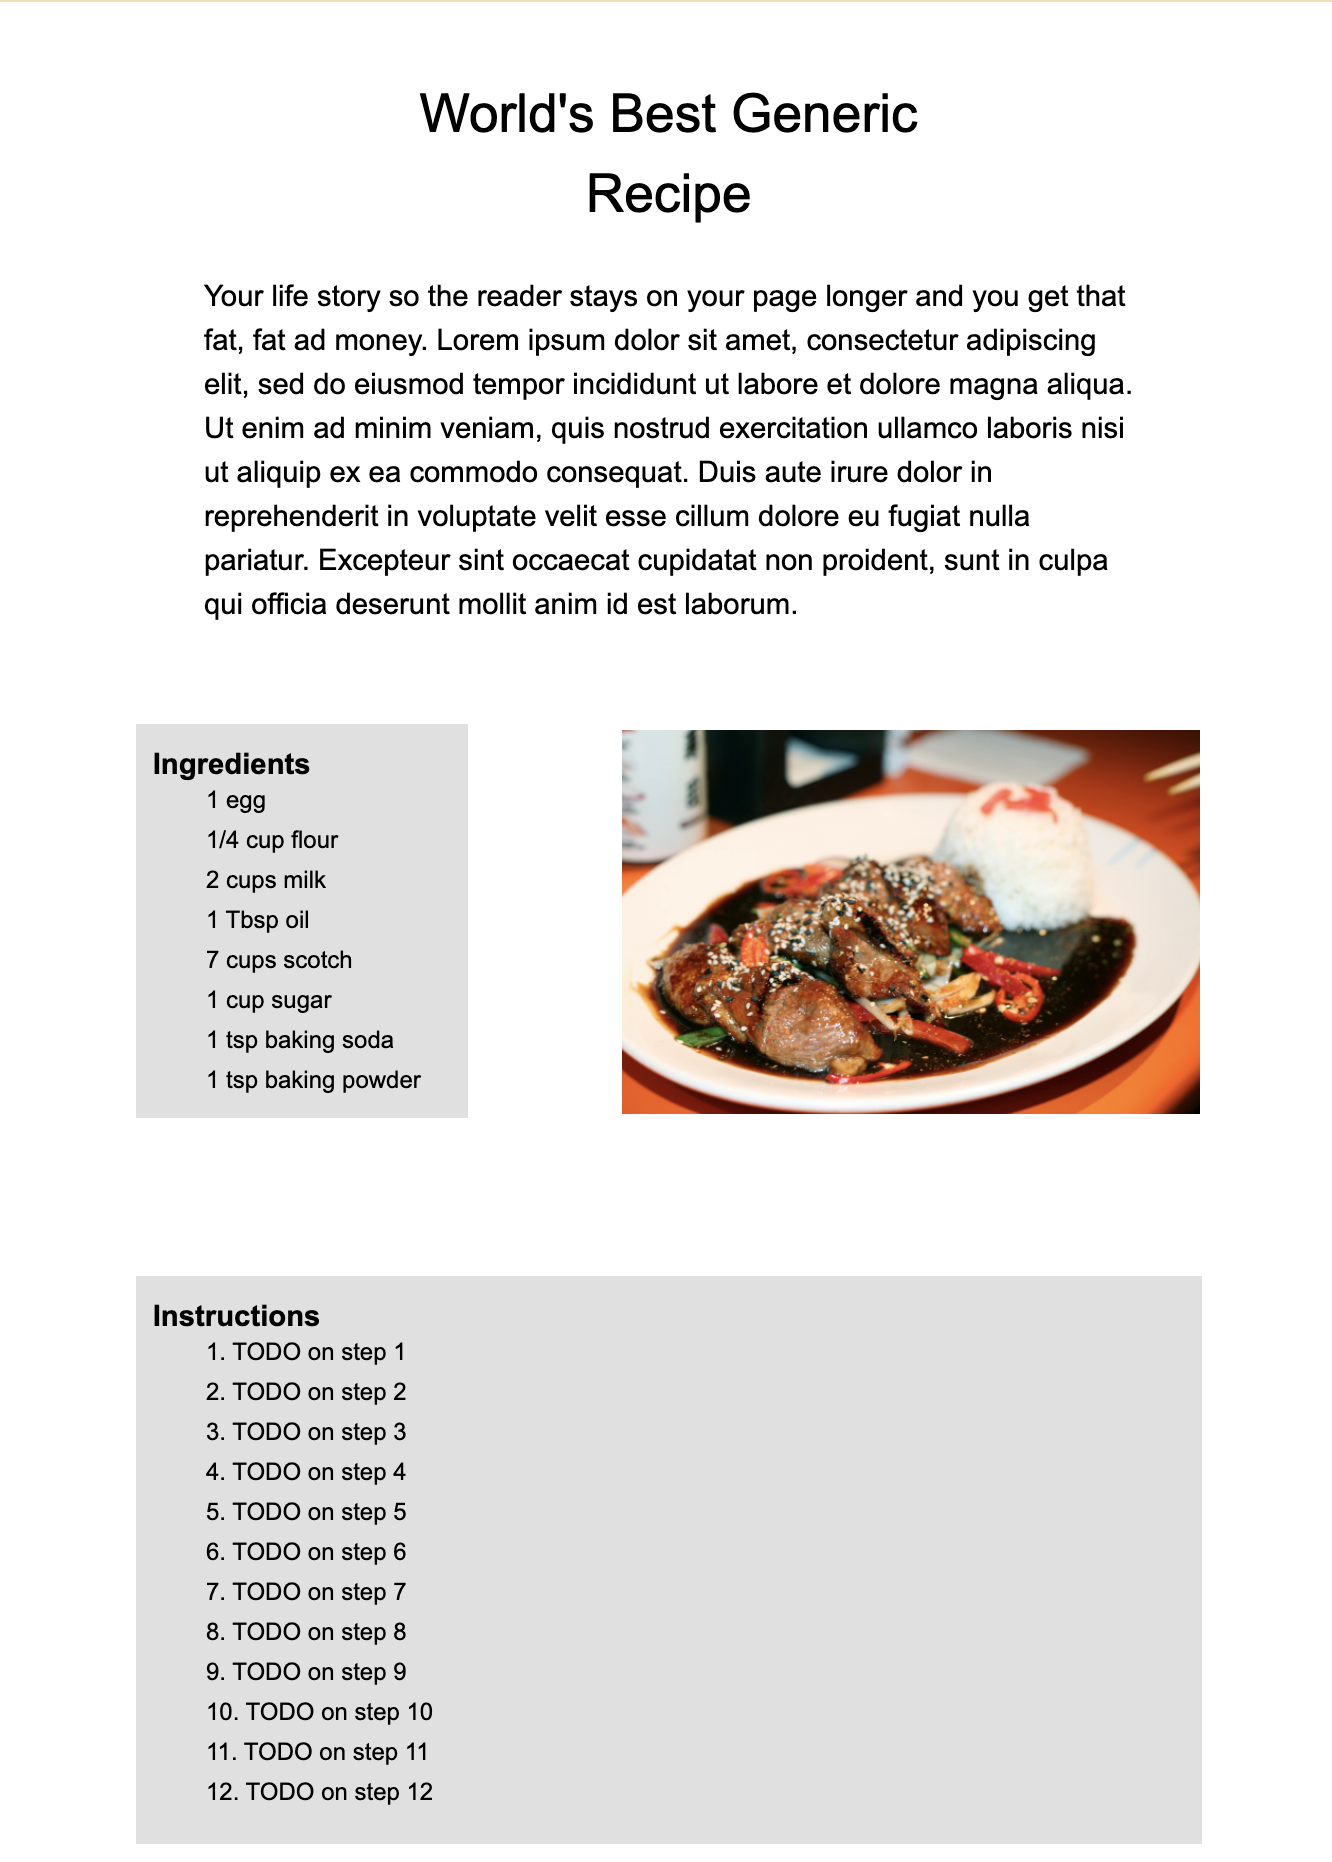 World's Best Generic
Recipe
Your life story so the reader stays on your page longer and you get that
fat, fat ad money. Lorem ipsum dolor sit amet, consectetur adipiscing
elit, sed do eiusmod tempor incididunt ut labore et dolore magna aliqua.
Ut enim ad minim veniam, quis nostrud exercitation ullamco laboris nisi
ut aliquip ex ea commodo consequat. Duis aute irure dolor in
reprehenderit in voluptate velit esse cillum dolore eu fugiat nulla
pariatur. Excepteur sint occaecat cupidatat non proident, sunt in culpa
qui officia deserunt mollit anim id est laborum.
Ingredients
1 egg
1/4 cup flour
2 cups milk
1 Tbsp oil
7 cups scotch
1 cup sugar
1 tsp baking soda
1 tsp baking powder
Instructions
1. TODO on step 1
2. TODO on step 2
3. TODO on step 3
4. TODO on step 4
5. TODO on step 5
6. TODO on step 6
7. TODO on step 7
8. TODO on step 8
9. TODO on step 9
10. TODO on step 10
11. TODO on step 11
12. TODO on step 12